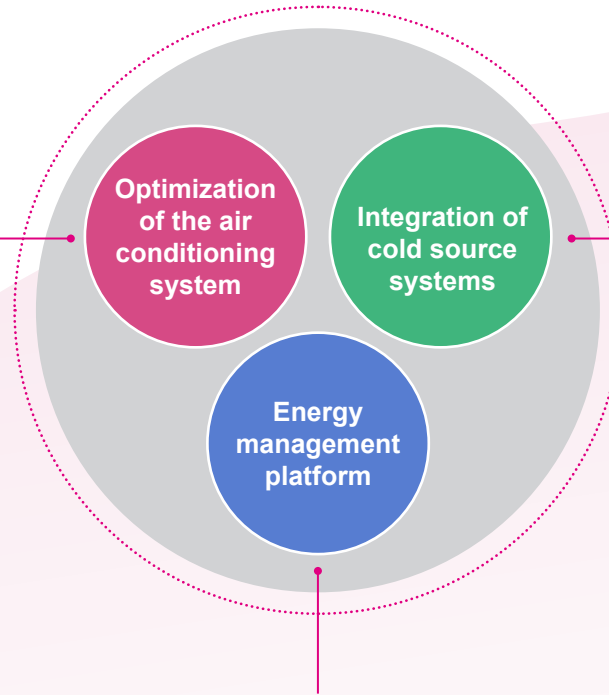 Optimization
of the air
conditioning
system
Integration of
cold source
systems
Energy
management
platform